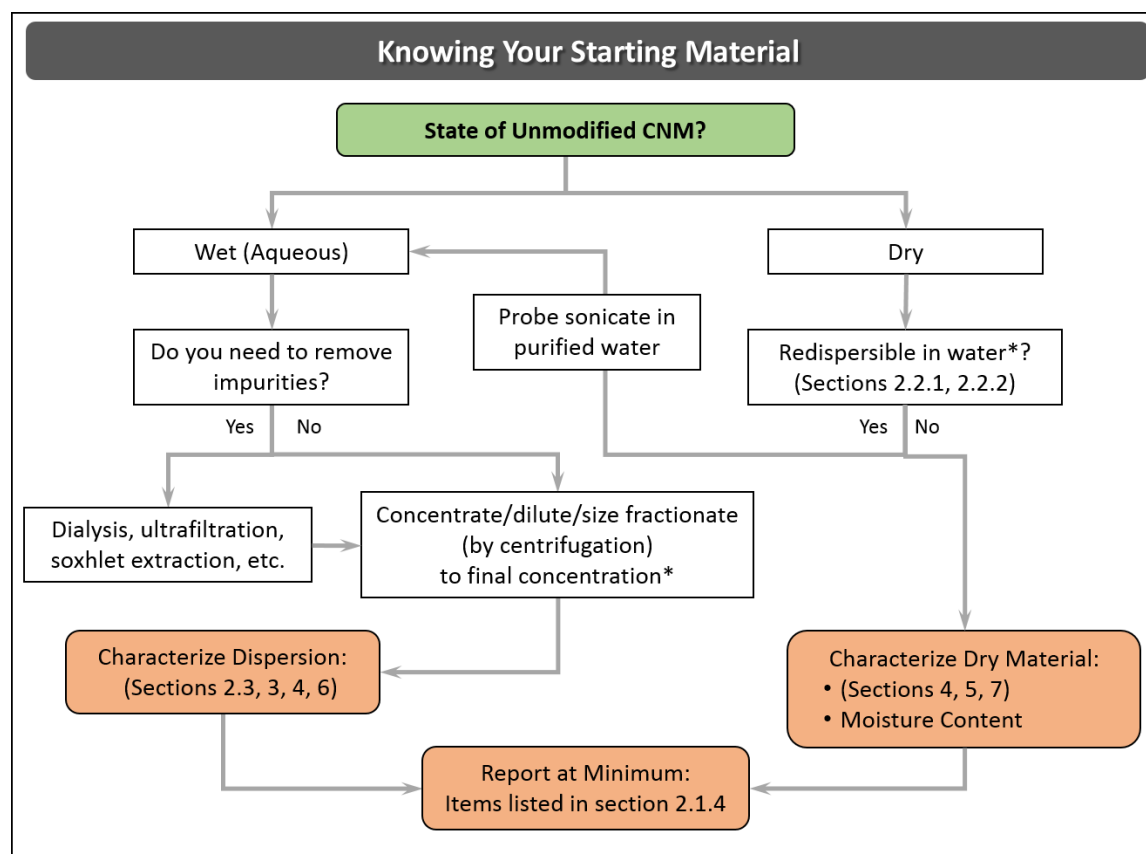 Knowing Your Starting Material
State of Unmodified CNM?
Wet (Aqueous)
Dry
Probe sonicate in
purified water
Do you need to remove
impurities?
Redispersible in water*?
(Sections 2.2.1, 2.2.2)
Yes
No
Yes
No
Dialysis, ultrafiltration,
soxhlet extraction, etc.
Concentrate/dilute/size fractionate
(by centrifugation)
to final concentration*
Characterize Dispersion:
(Sections 2.3, 3, 4, 6)
Characterize Dry Material:
• (Sections 4, 5, 7)
• Moisture Content
Report at Minimum:
Items listed in section 2.1.4